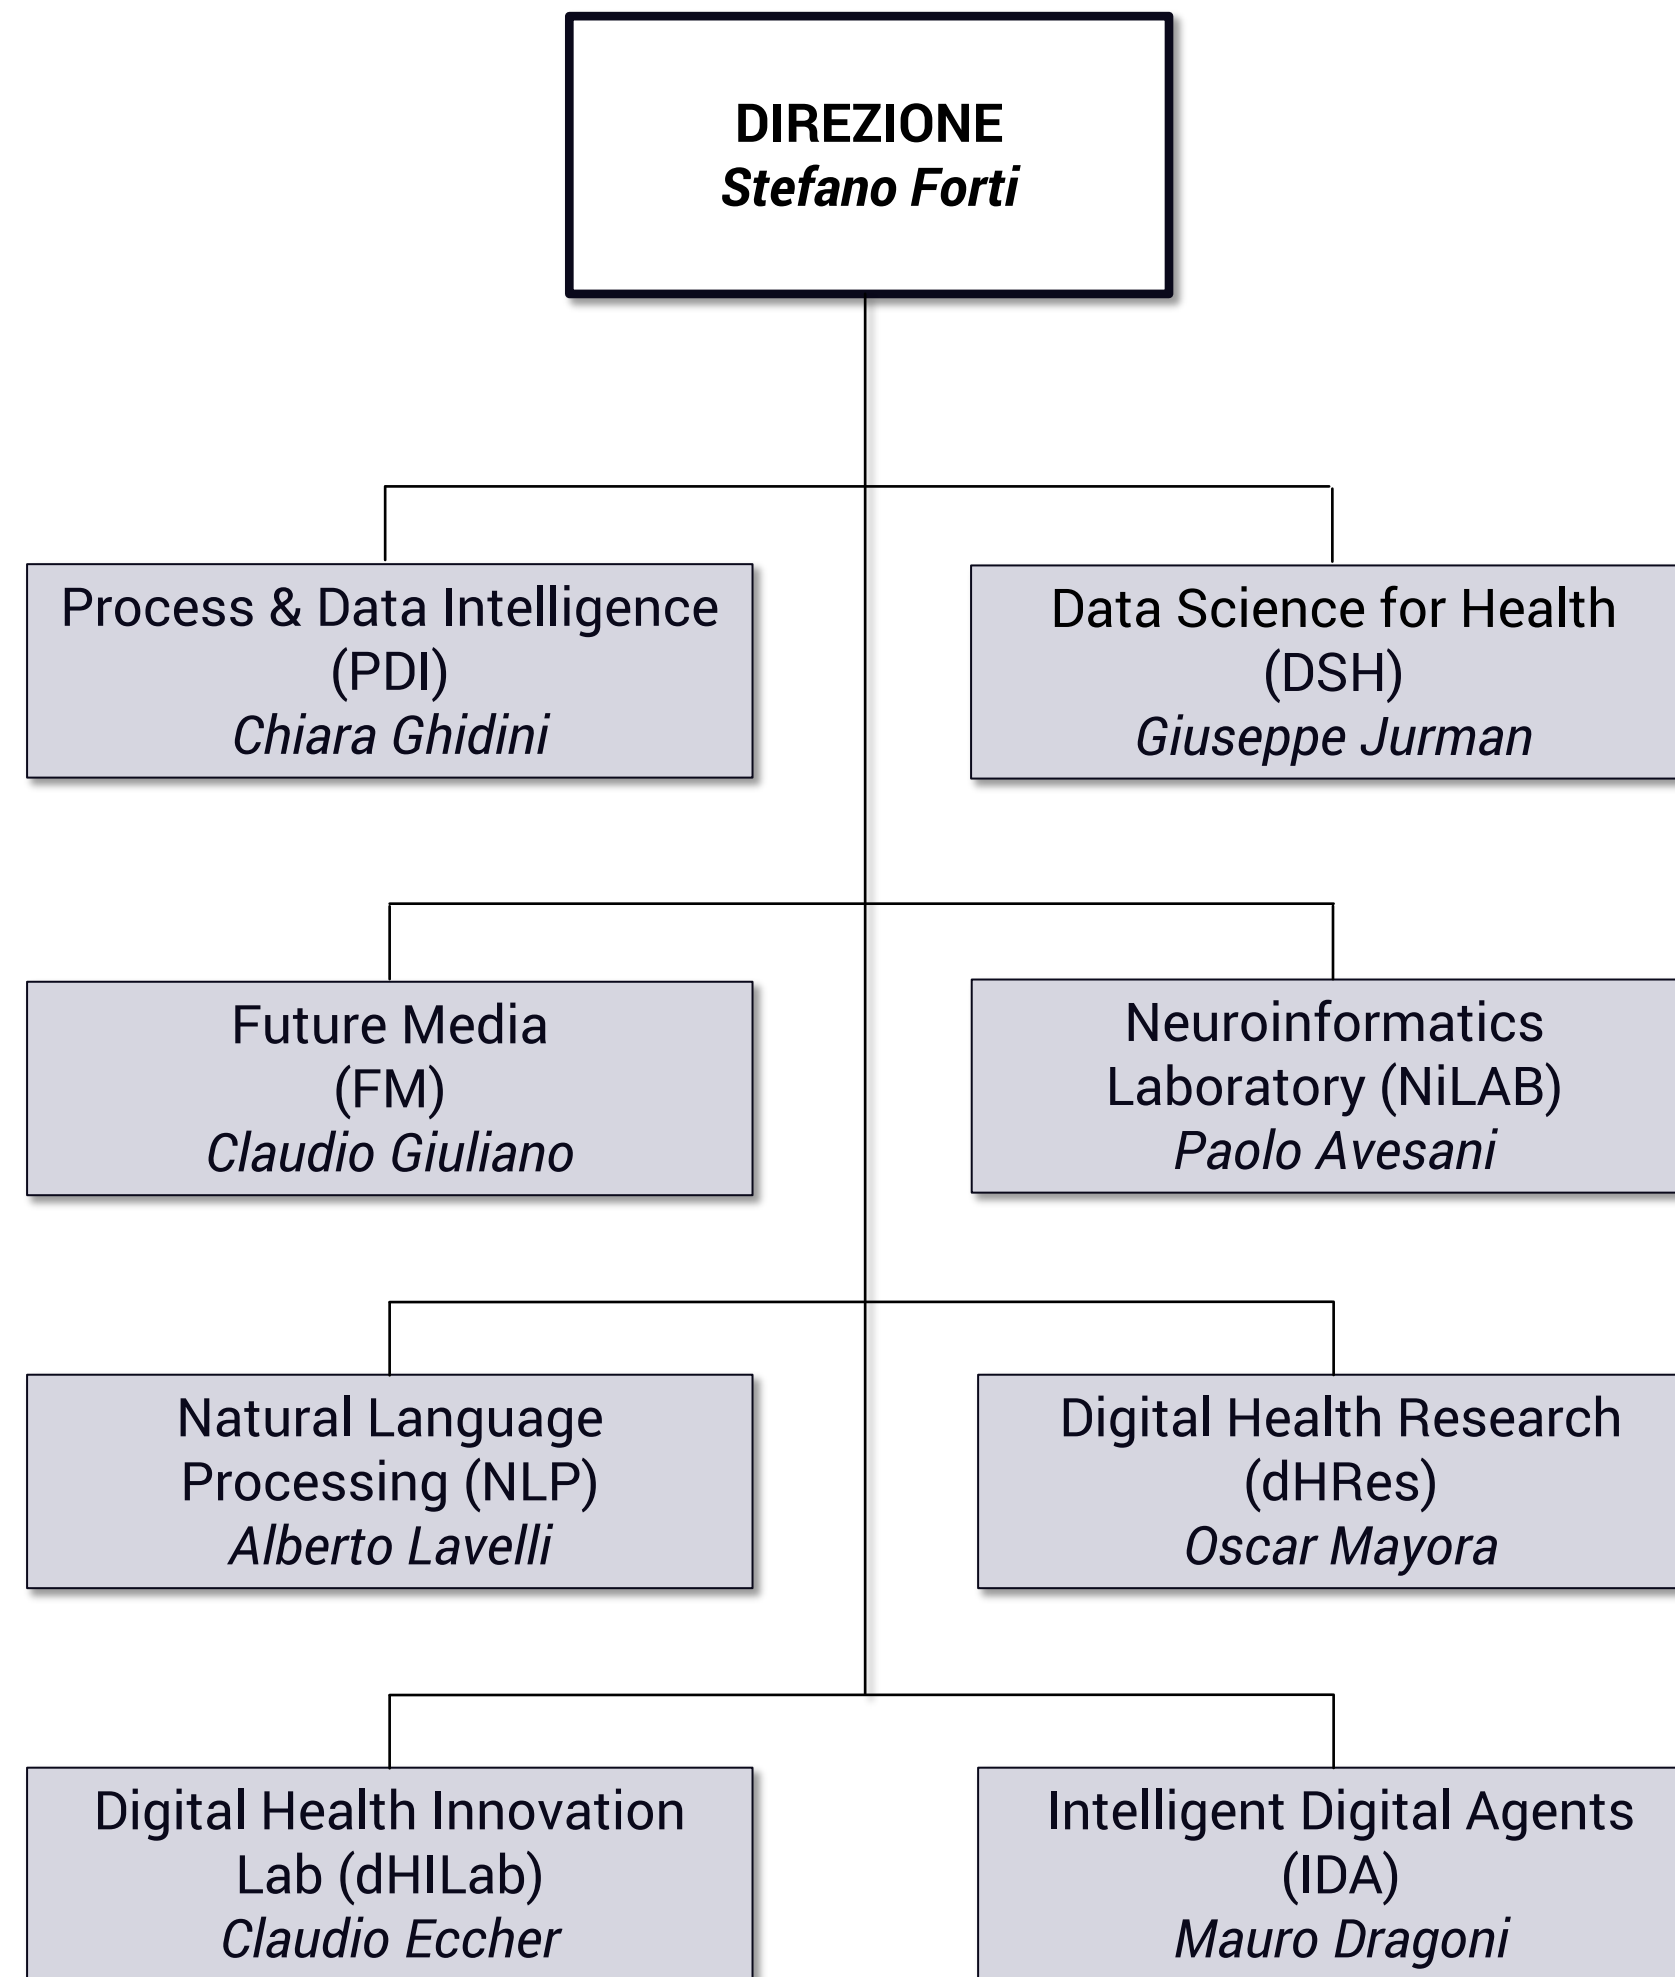 DIREZIONE
Stefano Forti
Process & Data Intelligence
(PDI)
Chiara Ghidini
Data Science for Health
(DSH)
Giuseppe Jurman
Future Media
(FM)
Claudio Giuliano
Neuroinformatics
Laboratory (NiLAB)
Paolo Avesani
Natural Language
Processing (NLP)
Alberto Lavelli
Digital Health Research
(dHRes)
Oscar Mayora
Digital Health Innovation
Lab (dHILab)
Claudio Eccher
Intelligent Digital Agents
(IDA)
Mauro Dragoni